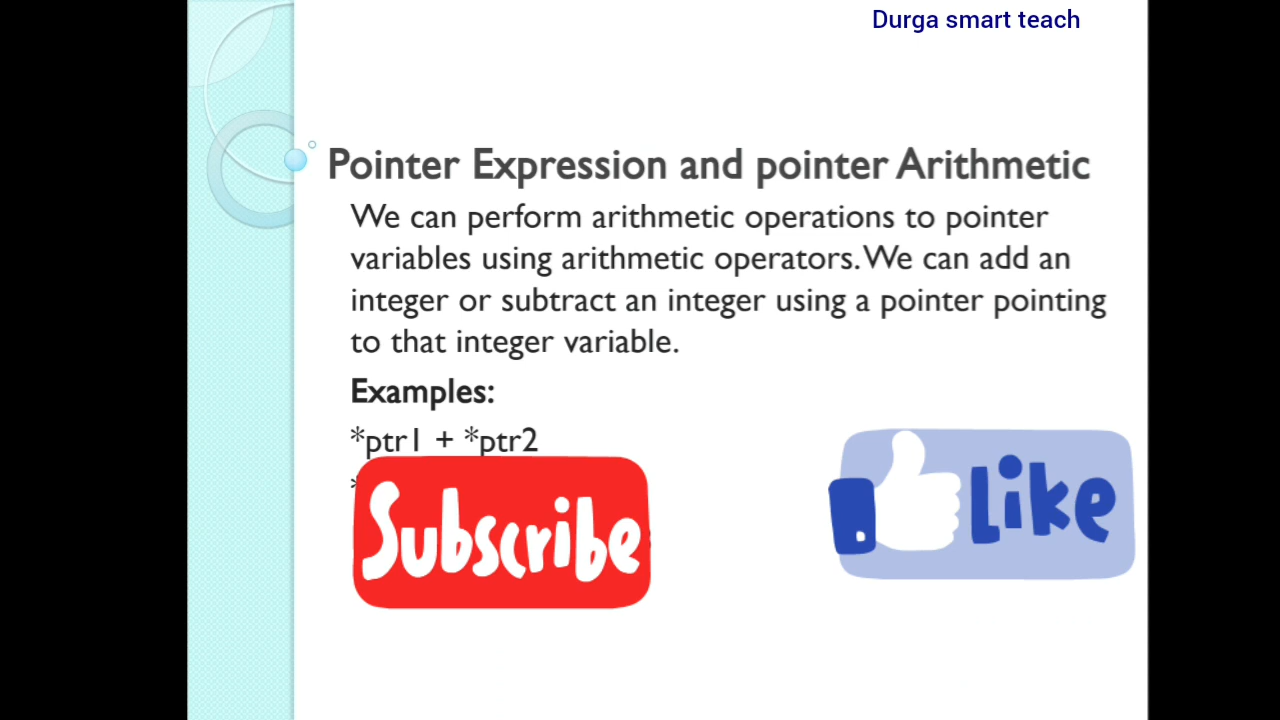 Durga smart teach
Pointer Expression and pointer Arithmetic
We can perform arithmetic operations to pointer
variables using arithmetic operators. We can add an
integer or subtract an integer using a pointer pointing
to that integer variable.
Examples:
*ptr1 + *ptr2
*
Subscribe
Like